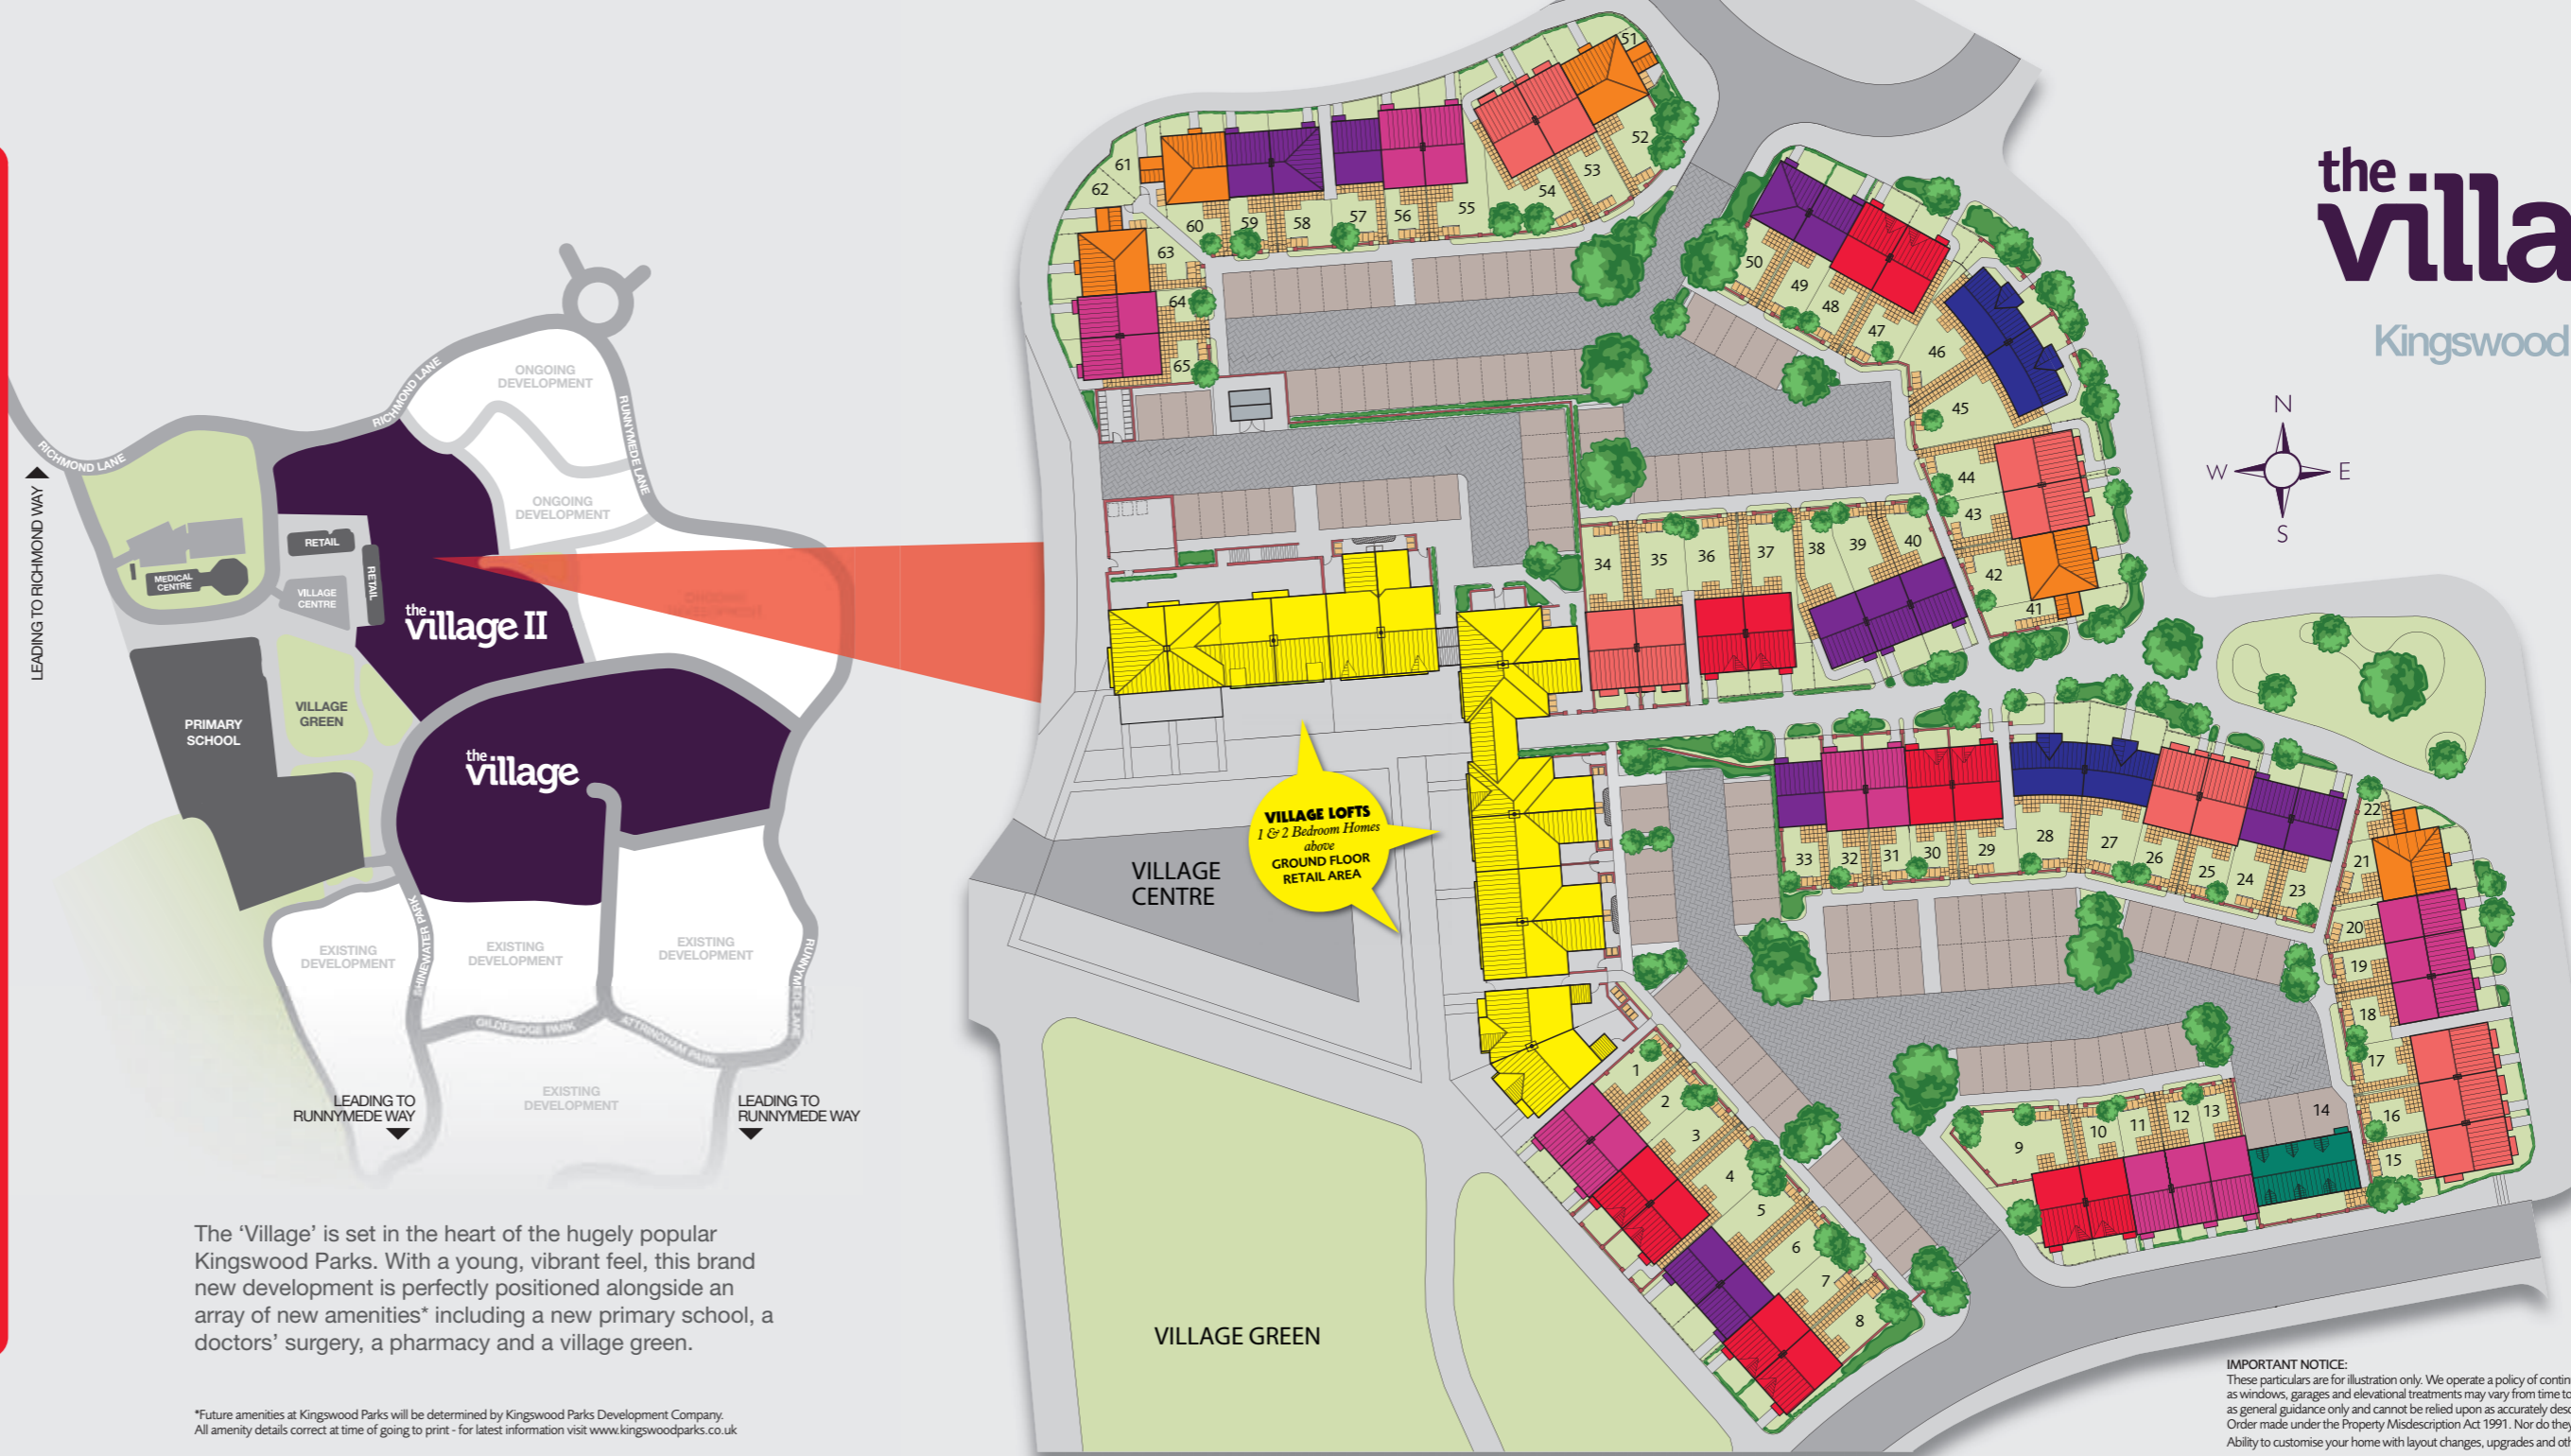 RICHMOND LANE
RICHMOND LANE
RUNNYMEDE LANE
LEADING TO RICHMOND WAY
ONGOING
DEVELOPMENT
ONGOING
DEVELOPMENT
RETAIL
RETAIL
MEDICAL
CENTRE
VILLAGE
CENTRE
the
village II
PRIMARY
SCHOOL
VILLAGE
GREEN
the
village
SHINEWATER PARK
EXISTING
DEVELOPMENT
EXISTING
DEVELOPMENT
EXISTING
DEVELOPMENT
RUNNYMEDE LANE
GILDERIDGE PARK
ATTRINGHAM PARK
EXISTING
DEVELOPMENT
LEADING TO
RUNNYMEDE WAY
LEADING TO
RUNNYMEDE WAY
The ‘Village’ is set in the heart of the hugely popular
Kingswood Parks. With a young, vibrant feel, this brand
new development is perfectly positioned alongside an
array of new amenities* including a new primary school, a
doctors’ surgery, a pharmacy and a village green.
*Future amenities at Kingswood Parks will be determined by Kingswood Parks Development Company.
All amenity details correct at time of going to print - for latest information visit www.kingswoodparks.co.uk
51
52
53
54
55
56
57
58
59
60
61
62
63
64
65
50
49
48
47
46
45
44
43
42
41
34
35
36
37
38
39
40
VILLAGE LOFTS
1 & 2 Bedroom Homes
above
GROUND FLOOR
RETAIL AREA
VILLAGE
CENTRE
33
32
31
30
29
28
27
26
25
24
23
22
21
20
19
18
17
16
15
14
13
12
11
10
9
1
2
3
4
5
6
7
8
VILLAGE GREEN
the
villa
Kingswood
N
W
E
S
IMPORTANT NOTICE:
These particulars are for illustration only. We operate a policy of contin
as windows, garages and elevational treatments may vary from time to
as general guidance only and cannot be relied upon as accurately desc
Order made under the Property Misdescription Act 1991. Nor do they
Ability to customise your home with layout changes, upgrades and oth